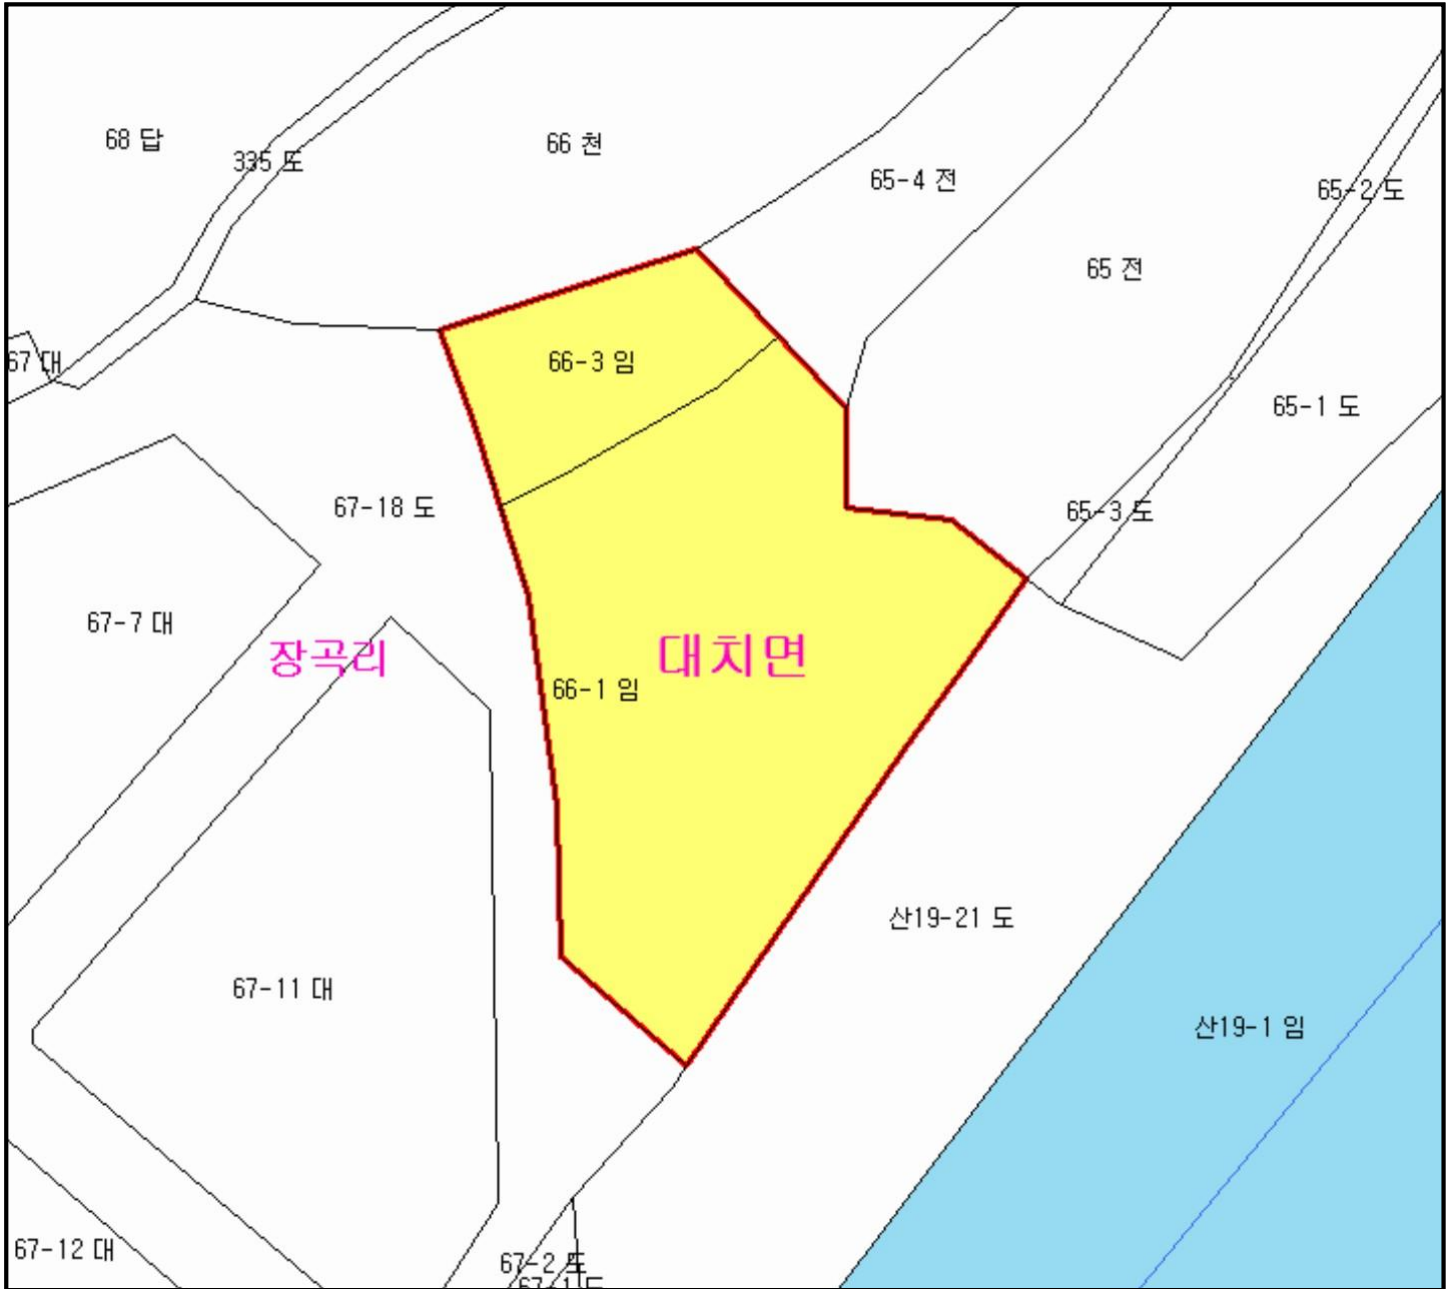 68 답
335 도
66 천
65-4 전
65-2 도
65 전
67 대
66-3 임
65-1 도
67-18 도
65-3 도
67-7 대
장곡리
대치면
66-1 임
산19-21 도
67-11 대
산19-1 임
67-12 대
67-2 도
67-1 도